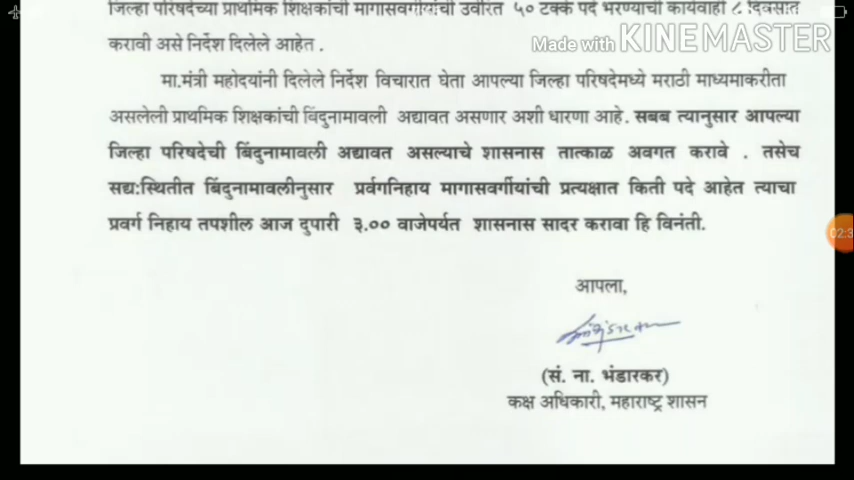 जिल्हा परिषदेच्या प्राथमिक शिक्षकांची मागासवर्गीयांची उर्वरीत ५० टक्के पदे भरण्याची कार्यवाही ८ दिवसांत
करावी असे निर्देश दिलेले आहेत .
Made with KINEMASTER
मा.मंत्री महोदयांनी दिलेले निर्देश विचारात घेता आपल्या जिल्हा परिषदेमध्ये मराठी माध्यमाकरीता
असलेली प्राथमिक शिक्षकांची बिंदुनामावली अद्यावत असणार अशी धारणा आहे. सबब त्यानुसार आपल्या
जिल्हा परिषदेची बिंदुनामावली अद्यावत असल्याचे शासनास तात्काळ अवगत करावे . तसेच
सद्य:स्थितीत बिंदुनामावलीनुसार प्रर्वगनिहाय मागासवर्गीयांची प्रत्यक्षात किती पदे आहेत त्याचा
प्रवर्ग निहाय तपशील आज दुपारी ३.०० वाजेपर्यत शासनास सादर करावा हि विनंती.
आपला,
(सं. ना. भंडारकर)
कक्ष अधिकारी, महाराष्ट्र शासन